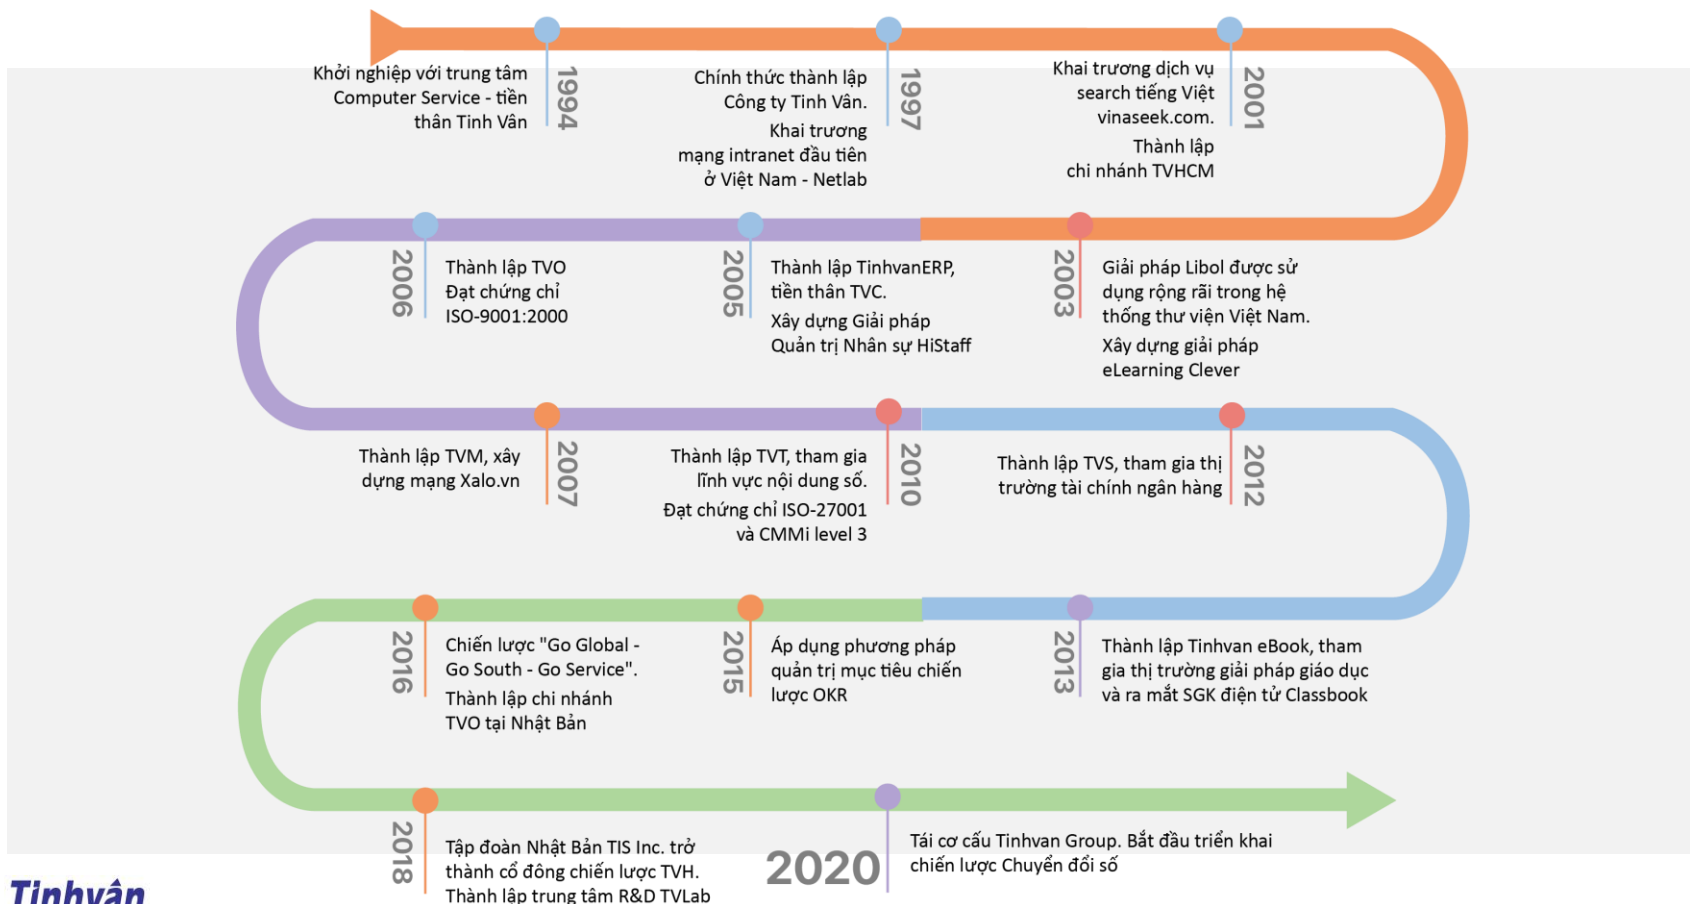 Khởi nghiệp với trung tâm
Computer Service - tiền
thân Tinh Vân
1994
Chính thức thành lập
Công ty Tinh Vân.
Khai trương
mạng intranet đầu tiên
ở Việt Nam - Netlab
1997
Khai trương dịch vụ
search tiếng Việt
vinaseek.com.
Thành lập
chi nhánh TVHCM
2001
2003
Giải pháp Libol được sử
dụng rộng rãi trong hệ
thống thư viện Việt Nam.
Xây dựng giải pháp
eLearning Clever
2005
Thành lập TinhvanERP,
tiền thân TVC.
Xây dựng Giải pháp
Quản trị Nhân sự HiStaff
2006
Thành lập TVO
Đạt chứng chỉ
ISO-9001:2000
Thành lập TVM, xây
dựng mạng Xalo.vn
2007
Thành lập TVT, tham gia
lĩnh vực nội dung số.
Đạt chứng chỉ ISO-27001
và CMMi level 3
2010
Thành lập TVS, tham gia thị
trường tài chính ngân hàng
2012
2013
Thành lập Tinhvan eBook, tham
gia thị trường giải pháp giáo dục
và ra mắt SGK điện tử Classbook
2015
Áp dụng phương pháp
quản trị mục tiêu chiến
lược OKR
2016
Chiến lược "Go Global -
Go South - Go Service".
Thành lập chi nhánh
TVO tại Nhật Bản
2018
Tập đoàn Nhật Bản TIS Inc. trở
thành cổ đông chiến lược TVH.
Thành lập trung tâm R&D TVLab
2020
Tái cơ cấu Tinhvan Group. Bắt đầu triển khai
chiến lược Chuyển đổi số
Tinhvân